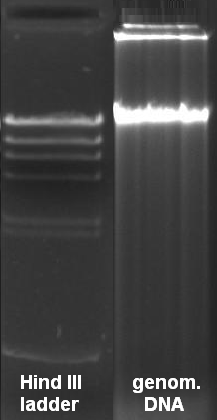 Hind III
ladder
genom.
DNA